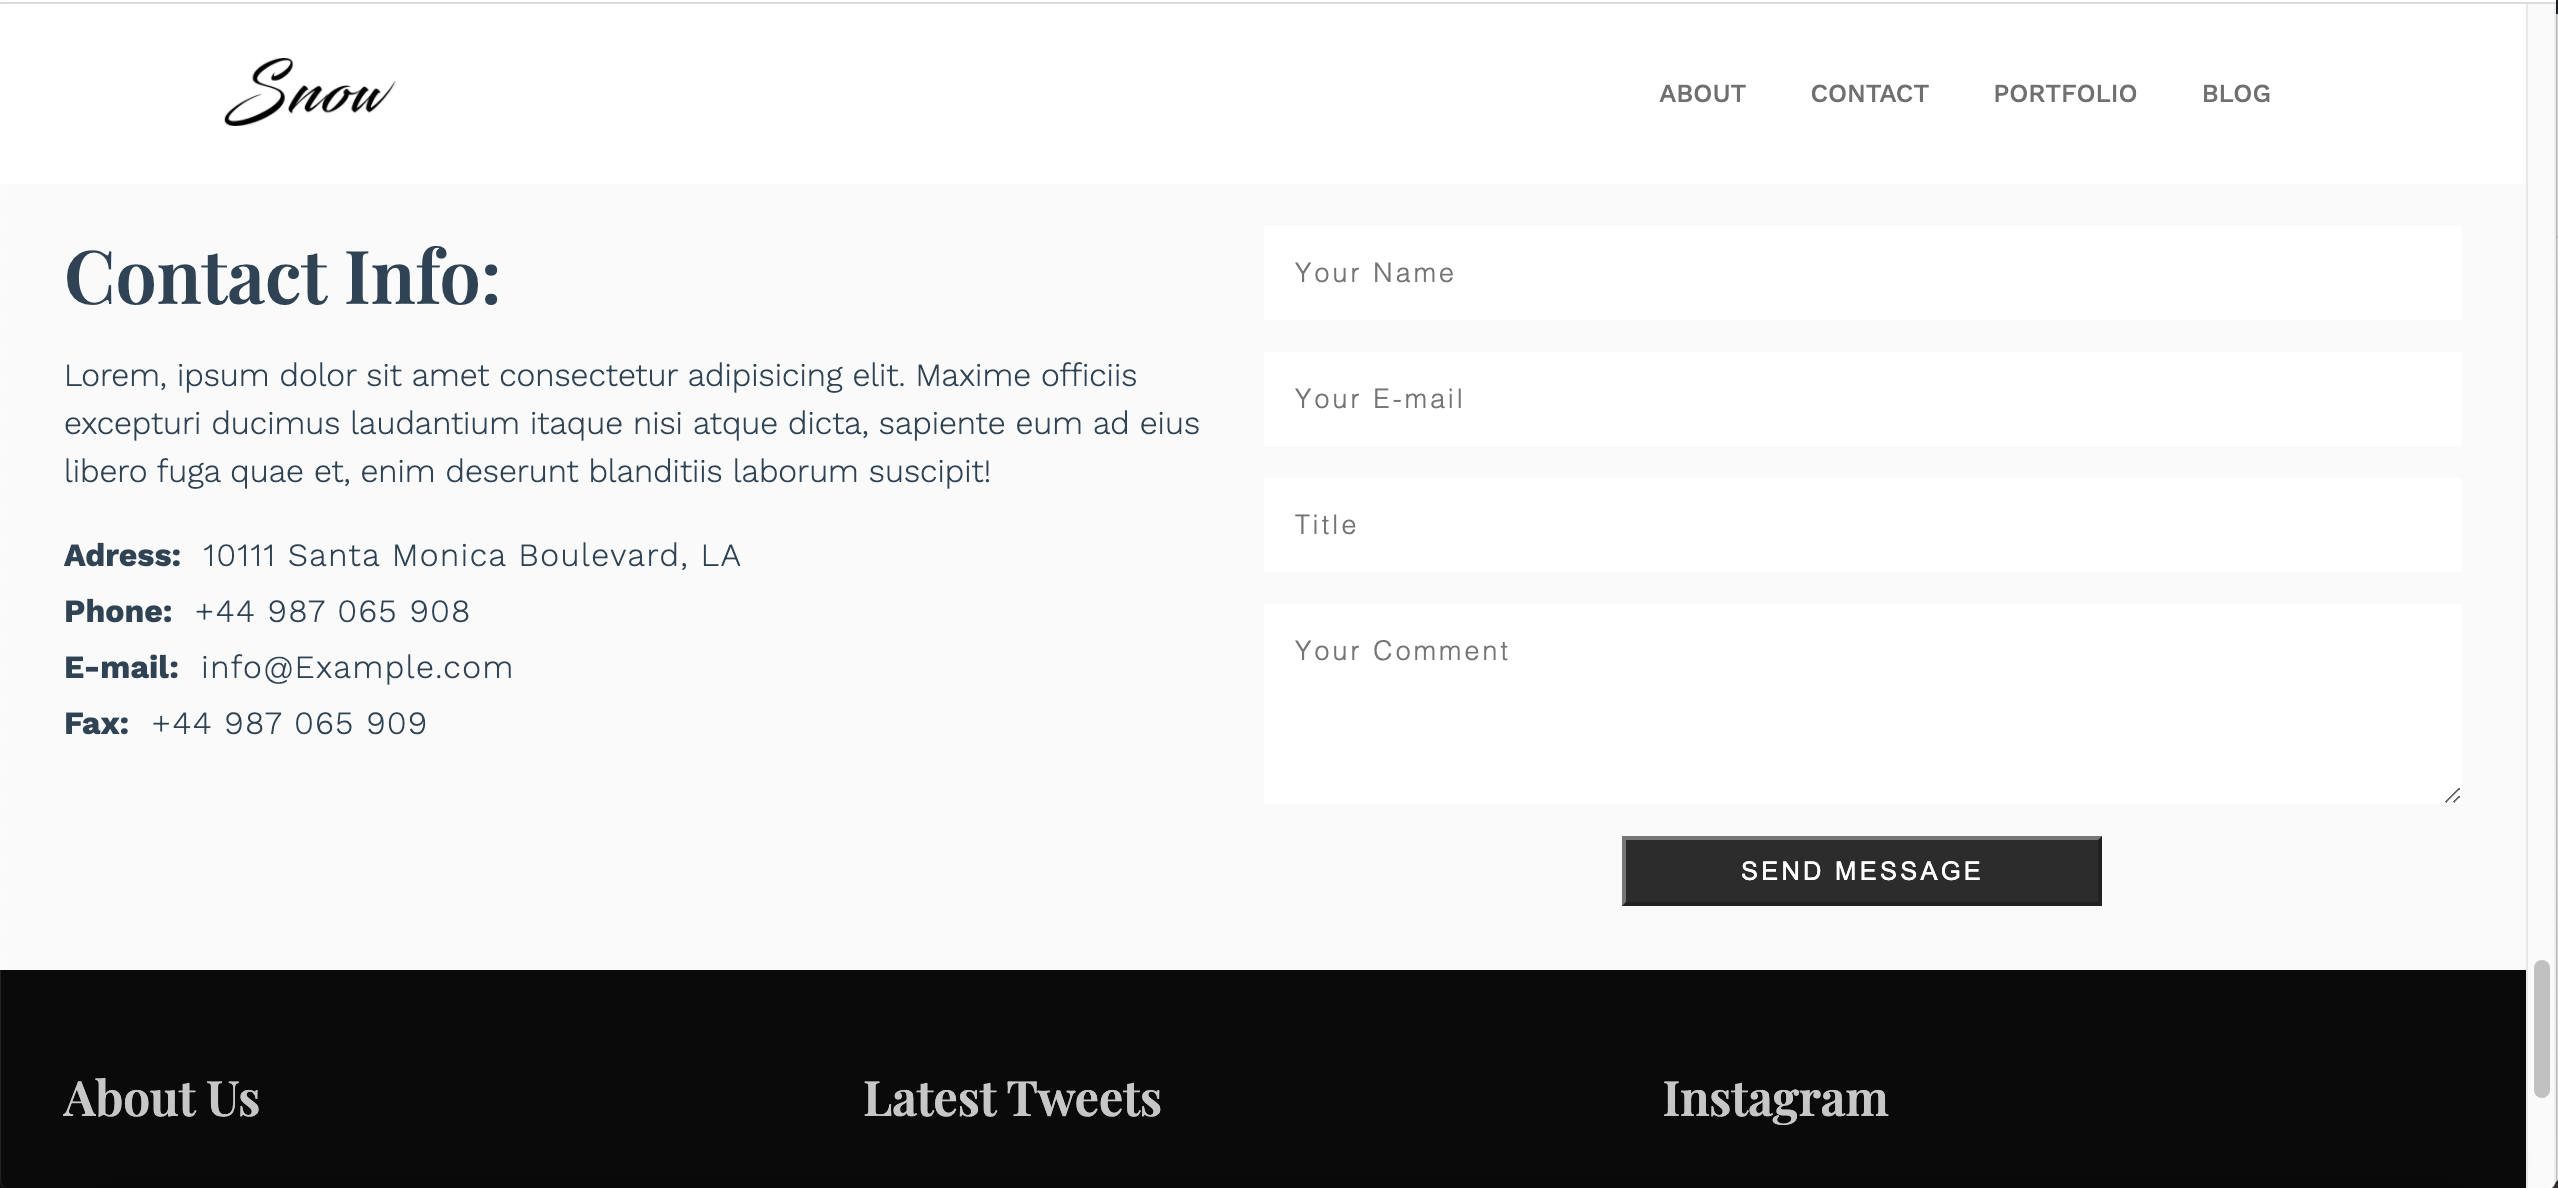 Snow
ABOUT CONTACT PORTFOLIO BLOG
Contact Info:
Lorem, ipsum dolor sit amet consectetur adipisicing elit. Maxime officiis
excepturi ducimus laudantium itaque nisi atque dicta, sapiente eum ad eius
libero fuga quae et, enim deserunt blanditiis laborum suscipit!
Adress: 10111 Santa Monica Boulevard, LA
Phone: +44 987 065 908
E-mail: info@Example.com
Fax: +44 987 065 909
Your Name
Your E-mail
Title
Your Comment
SEND MESSAGE
About Us
Latest Tweets
Instagram